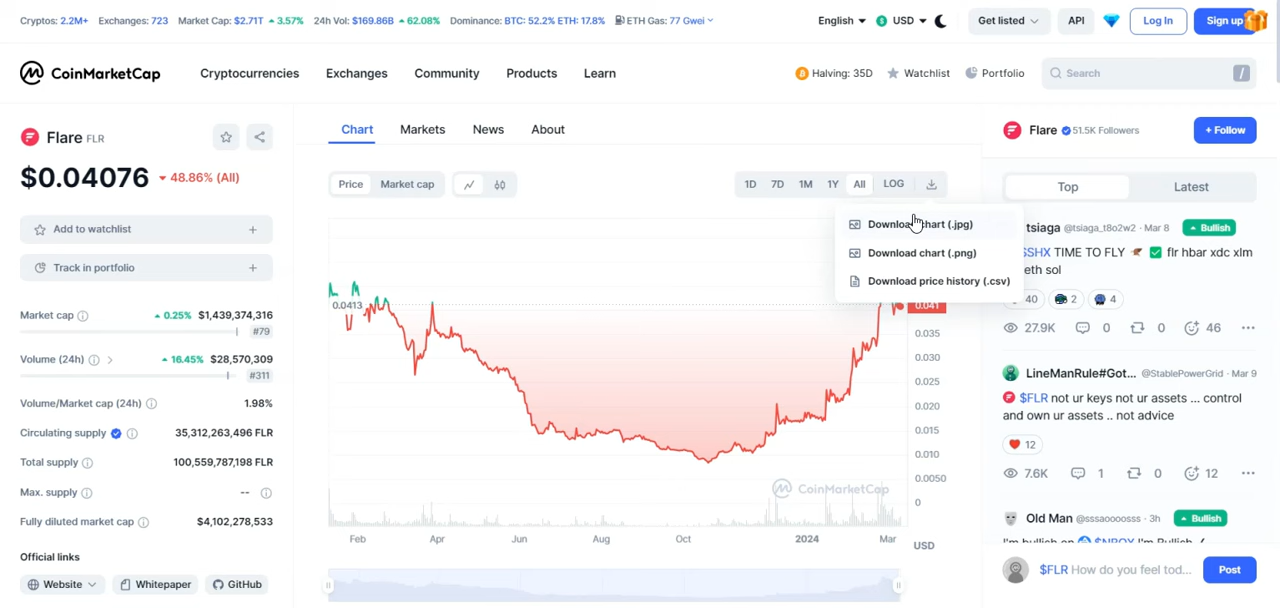 Cryptos: 2.2M+ Exchanges: 723 Market Cap: $2.71T 3.57% 24h Vol: $169.86B 62.08% Dominance: BTC: 52.2% ETH: 17.8% ETH Gas: 77 Gwei
English USD Get listed API Log In Sign up
CoinMarketCap Cryptocurrencies Exchanges Community Products Learn
Halving: 35D Watchlist Portfolio Search /
Flare FLR
$0.04076 48.86% (All)
Add to watchlist +
Track in portfolio +
Market cap 0.25% $1,439,374,316
#79
Volume (24h) 16.45% $28,570,309
#311
Volume/Market cap (24h) 1.98%
Circulating supply 35,312,263,496 FLR
Total supply 100,559,787,198 FLR
Max. supply --
Fully diluted market cap $4,102,278,533
Official links
Website Whitepaper GitHub
Chart Markets News About
Price Market cap
1D 7D 1M 1Y All LOG
Download chart (.jpg)
Download chart (.png)
Download price history (.csv)
0.0413
0.041
0.035
0.030
0.025
0.020
0.015
0.010
0.0050
0
CoinMarketCap
Feb Apr Jun Aug Oct 2024 Mar USD
Flare 51.5K Followers + Follow
Top Latest
tsiaga @tsiaga_t8o2w2 · Mar 8 Bullish
$SHX TIME TO FLY flr hbar xdc xlm
eth sol
40 2 4
27.9K 0 1 46
LineManRule#Got... @StablePowerGrid · Mar 9
$FLR not ur keys not ur assets ... control
and own ur assets .. not advice
12
7.6K 1 0 12
Old Man @sssaoooosss · 3h Bullish
I'm bullish on $NBOX I'm Bullish
$FLR How do you feel tod... Post